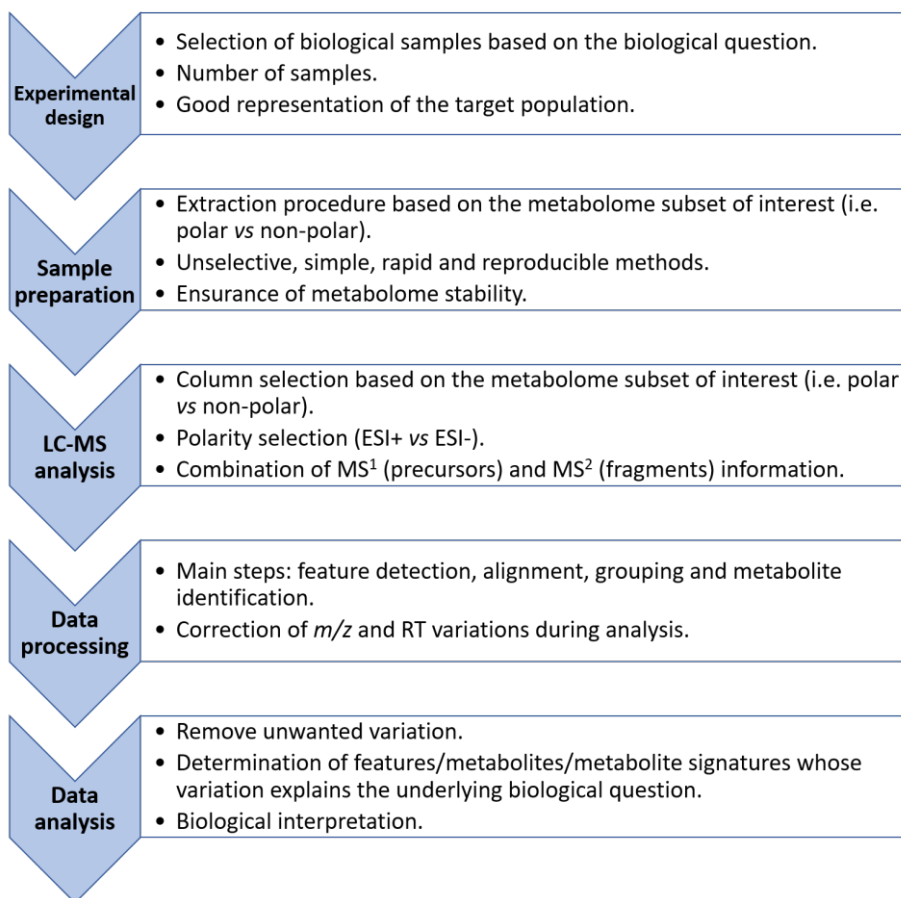 Experimental
design
• Selection of biological samples based on the biological question.
• Number of samples.
• Good representation of the target population.
Sample
preparation
• Extraction procedure based on the metabolome subset of interest (i.e.
polar vs non-polar).
• Unselective, simple, rapid and reproducible methods.
• Ensurance of metabolome stability.
LC-MS
analysis
• Column selection based on the metabolome subset of interest (i.e. polar
vs non-polar).
• Polarity selection (ESI+ vs ESI-).
• Combination of MS¹ (precursors) and MS² (fragments) information.
Data
processing
• Main steps: feature detection, alignment, grouping and metabolite
identification.
• Correction of m/z and RT variations during analysis.
Data
analysis
• Remove unwanted variation.
• Determination of features/metabolites/metabolite signatures whose
variation explains the underlying biological question.
• Biological interpretation.